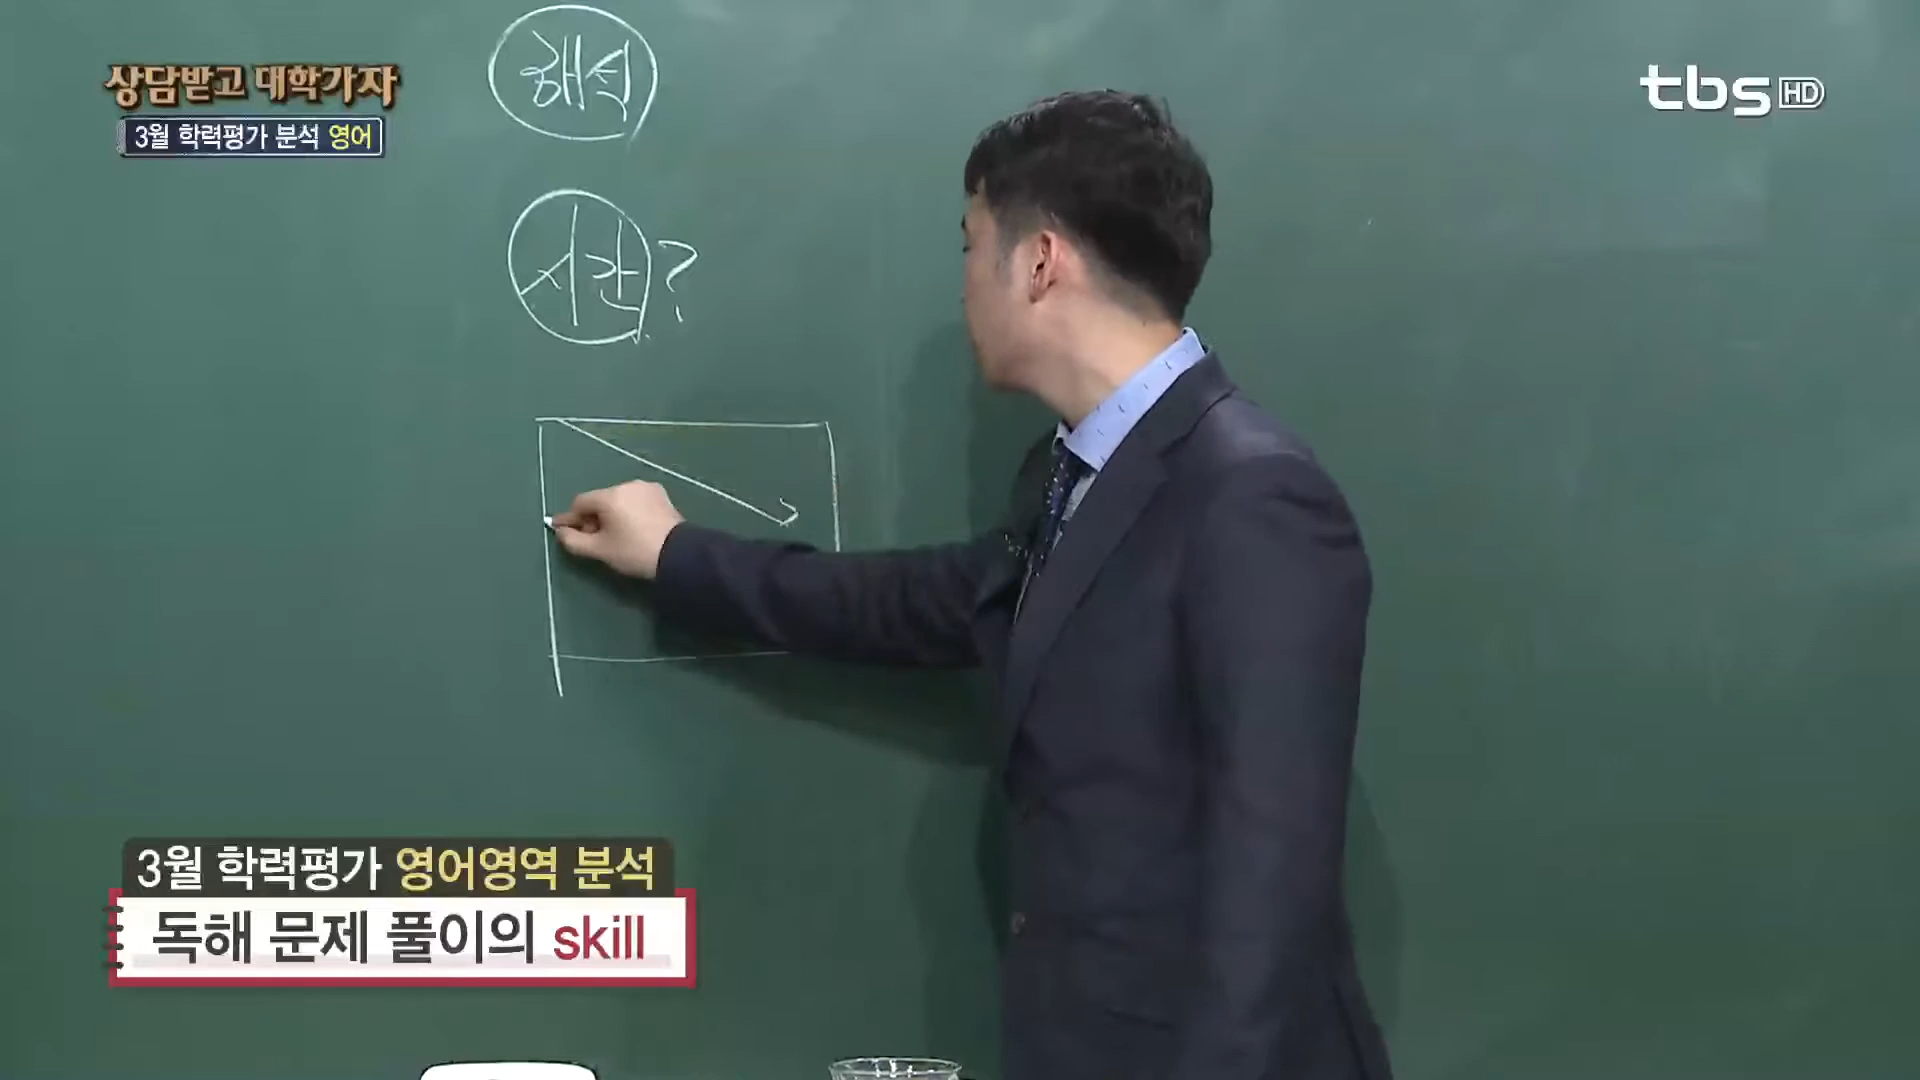 상담받고 대학가자
3월 학력평가 분석 영어
tbs HD
해석
시간?
3월 학력평가 영어영역 분석
독해 문제 풀이의 skill